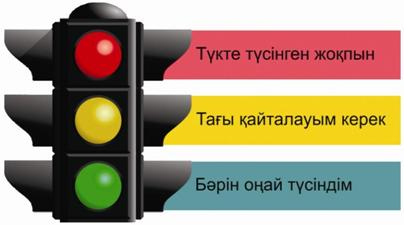 Түкте түсінген жоқпын
Тағы қайталауым керек
Бәрін оңай түсіндім